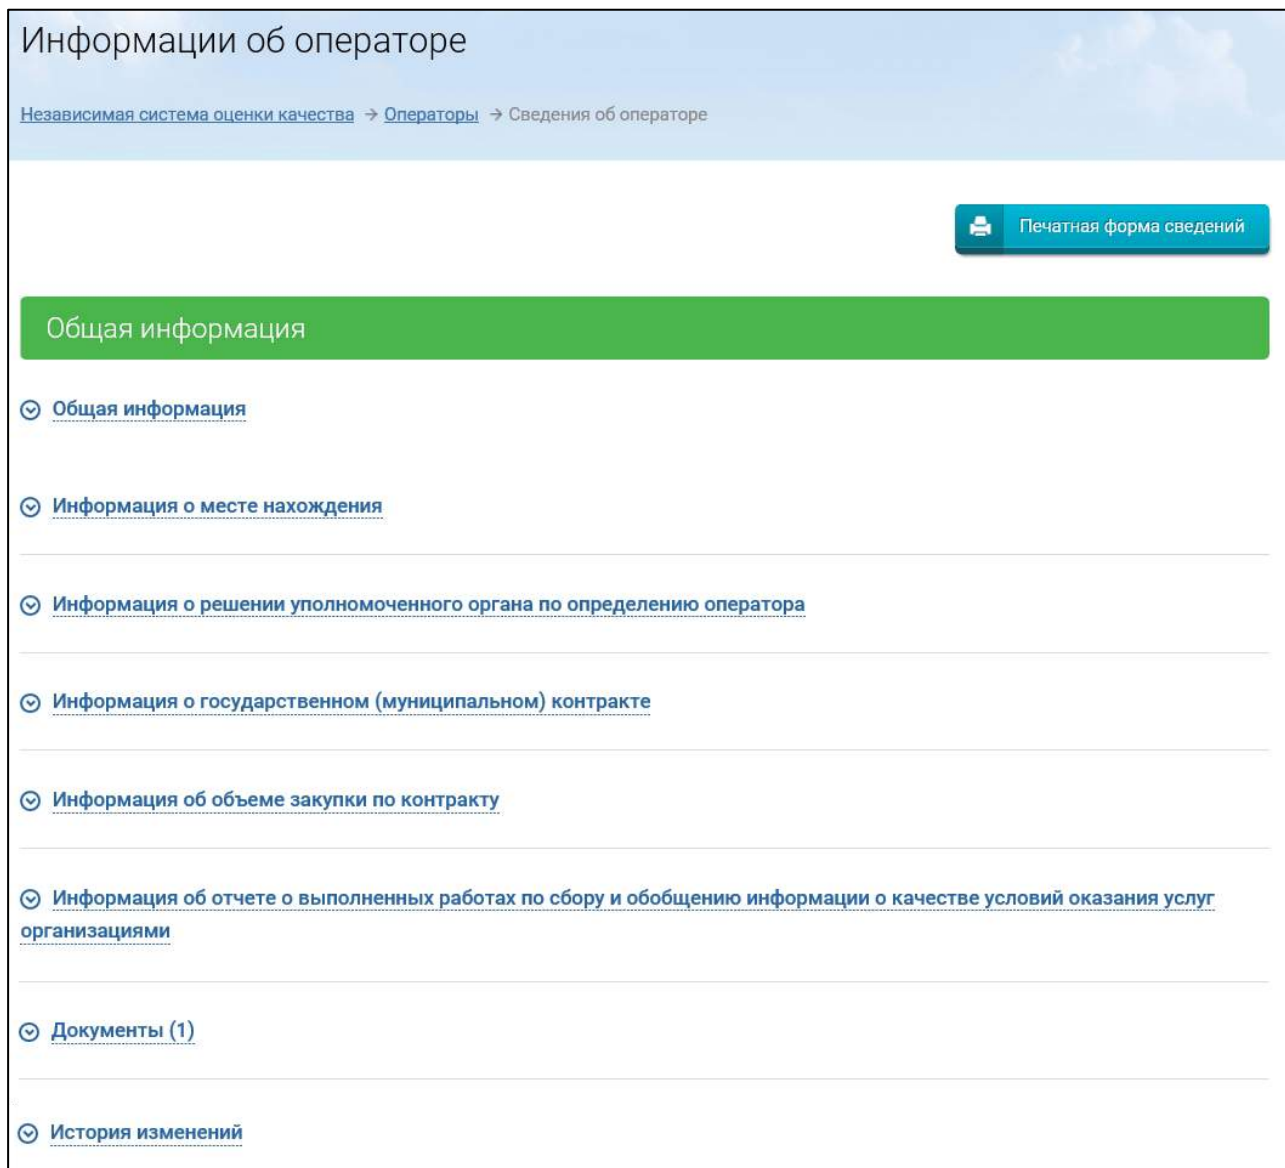 Информации об операторе
Независимая система оценки качества → Операторы → Сведения об операторе
Печатная форма сведений
Общая информация
Общая информация
Информация о месте нахождения
Информация о решении уполномоченного органа по определению оператора
Информация о государственном (муниципальном) контракте
Информация об объеме закупки по контракту
Информация об отчете о выполненных работах по сбору и обобщению информации о качестве условий оказания услуг
организациями
Документы (1)
История изменений